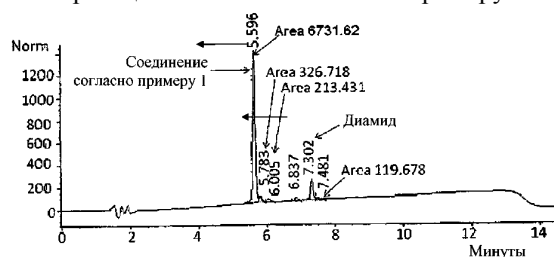 5.596
Area 6731.62
Norm
Соединение
согласно примеру 1
Area 326.718
Area 213.431
1200
1000
800
600
400
200
0
5.783
6.005
6.837
7.302
7.481
Диамид
Area 119.678
0 2 4 6 8 10 12 14
Минуты